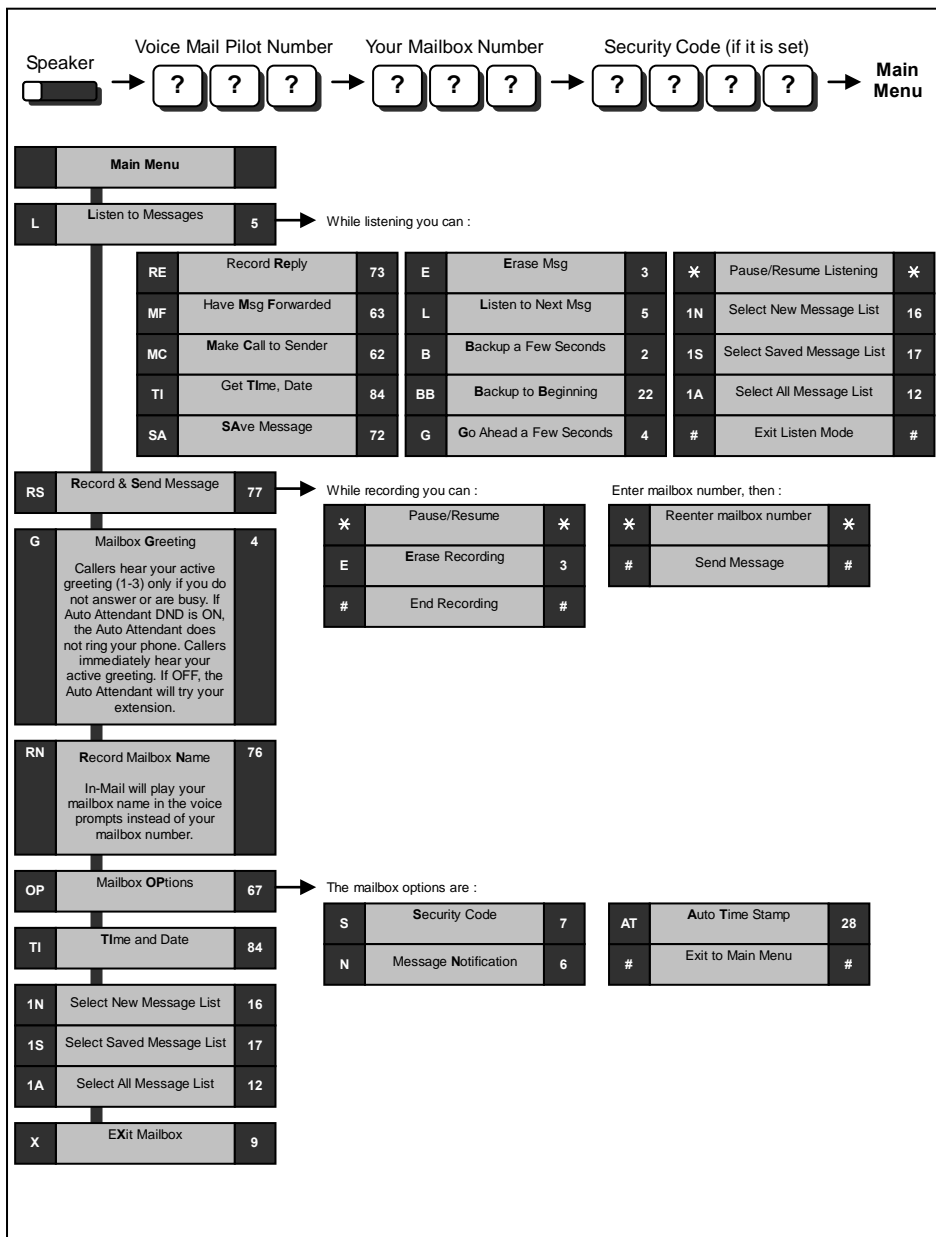 Speaker
Voice Mail Pilot Number
Your Mailbox Number
Security Code (if it is set)
? ? ?
? ? ?
? ? ? ?
Main
Menu
Main Menu
L Listen to Messages 5
While listening you can :
RE Record Reply 73
E Erase Msg 3
* Pause/Resume Listening *
MF Have Msg Forwarded 63
L Listen to Next Msg 5
1N Select New Message List 16
MC Make Call to Sender 62
B Backup a Few Seconds 2
1S Select Saved Message List 17
TI Get TIme, Date 84
BB Backup to Beginning 22
1A Select All Message List 12
SA SAve Message 72
G Go Ahead a Few Seconds 4
# Exit Listen Mode #
RS Record & Send Message 77
While recording you can :
Enter mailbox number, then :
* Pause/Resume *
* Reenter mailbox number *
E Erase Recording 3
# Send Message #
# End Recording #
G Mailbox Greeting 4
Callers hear your active
greeting (1-3) only if you do
not answer or are busy. If
Auto Attendant DND is ON,
the Auto Attendant does
not ring your phone. Callers
immediately hear your
active greeting. If OFF, the
Auto Attendant will try your
extension.
RN Record Mailbox Name 76
In-Mail will play your
mailbox name in the voice
prompts instead of your
mailbox number.
OP Mailbox OPtions 67
The mailbox options are :
S Security Code 7
AT Auto Time Stamp 28
N Message Notification 6
# Exit to Main Menu #
TI TIme and Date 84
1N Select New Message List 16
1S Select Saved Message List 17
1A Select All Message List 12
X EXit Mailbox 9